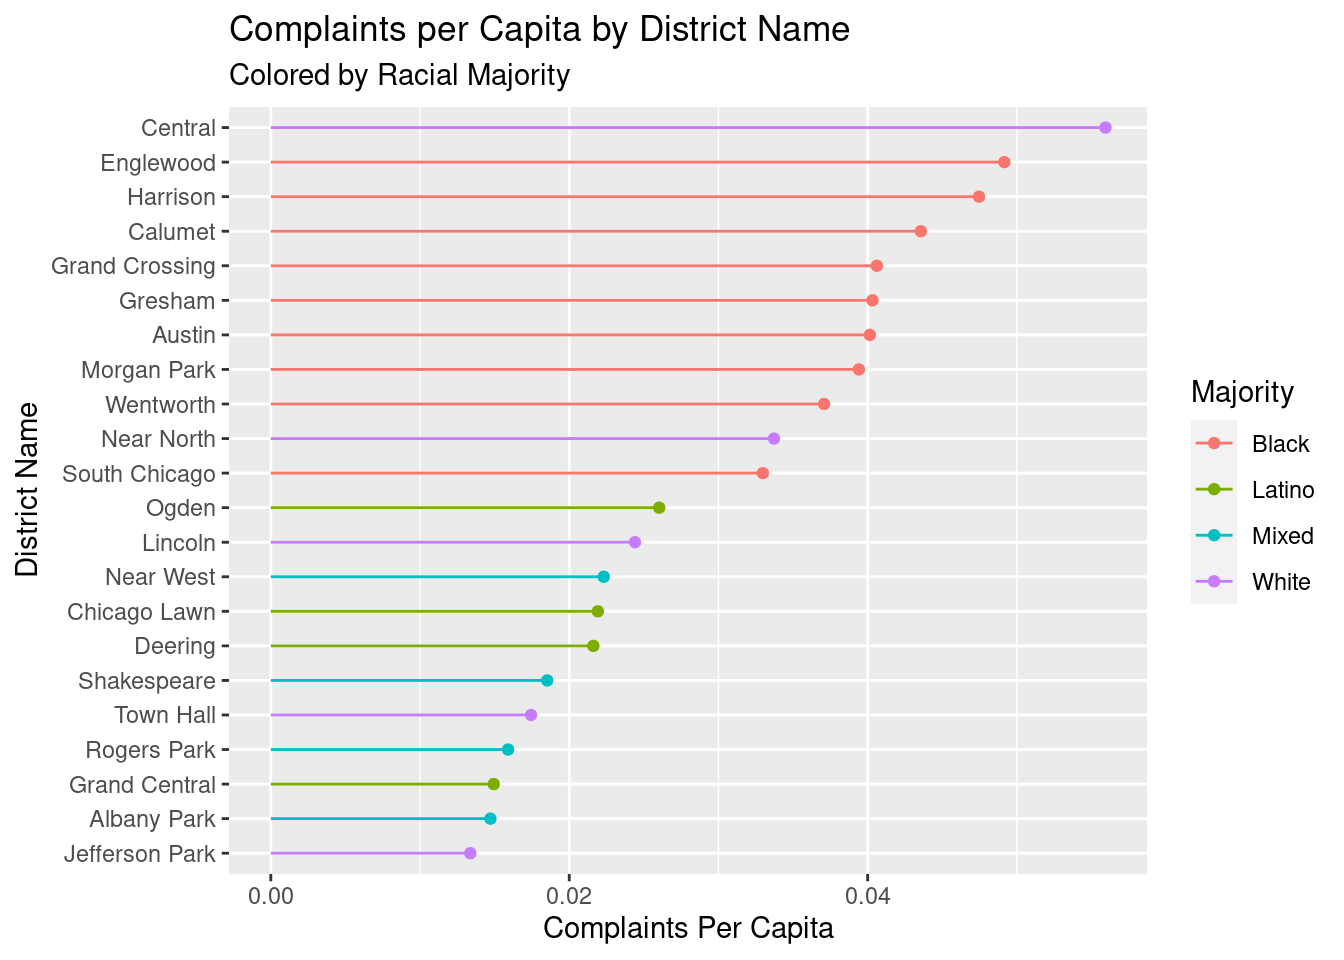 Complaints per Capita by District Name
Colored by Racial Majority
District Name
Central
Englewood
Harrison
Calumet
Grand Crossing
Gresham
Austin
Morgan Park
Wentworth
Near North
South Chicago
Ogden
Lincoln
Near West
Chicago Lawn
Deering
Shakespeare
Town Hall
Rogers Park
Grand Central
Albany Park
Jefferson Park
0.00 0.02 0.04
Complaints Per Capita
Majority
Black
Latino
Mixed
White